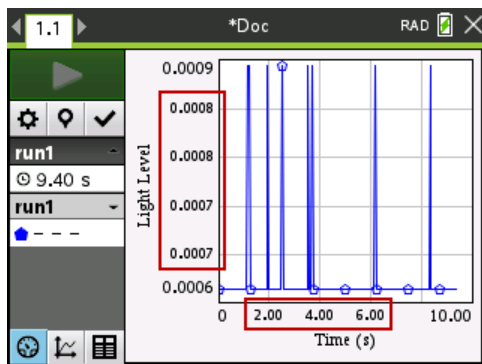 1.1 *Doc RAD
run1
9.40 s
run1
0.0009
0.0008
0.0008
0.0007
0.0007
0.0006
Light Level
0 2.00 4.00 6.00 10.00
Time (s)